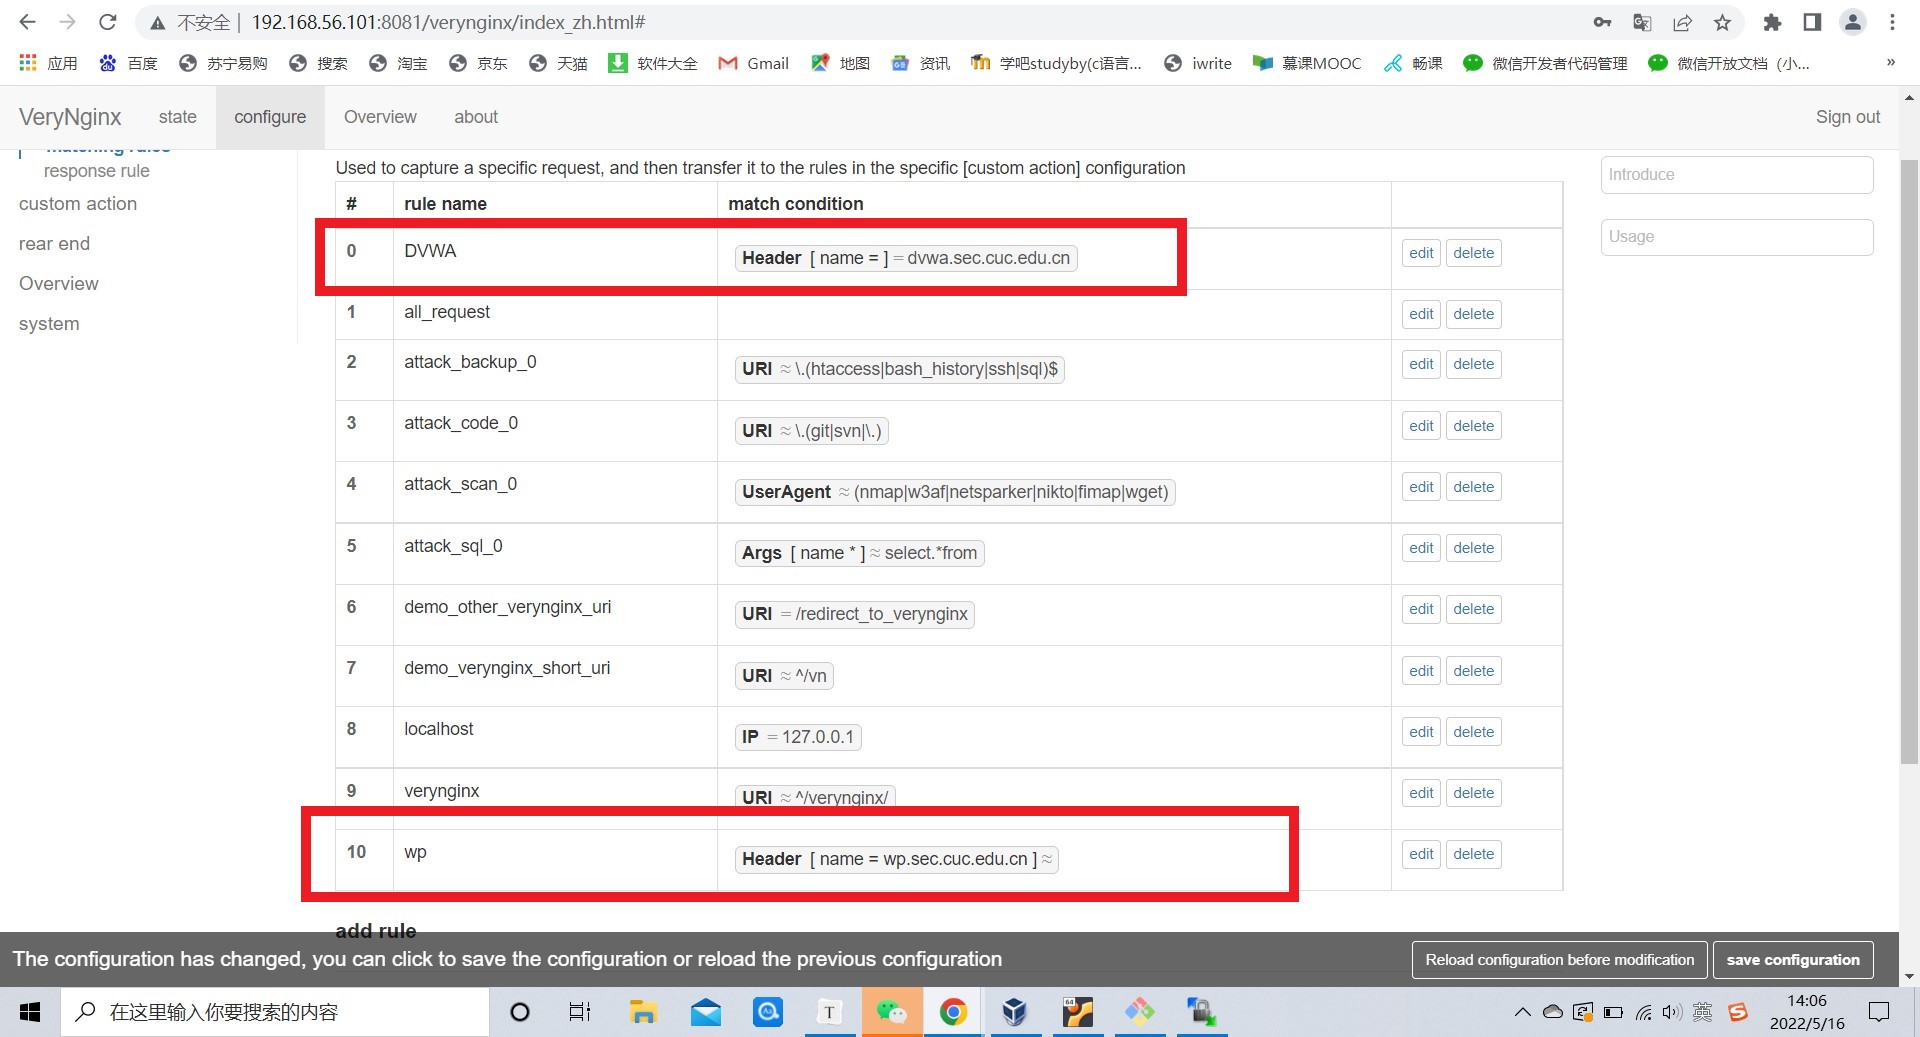 不安全 | 192.168.56.101:8081/verynginx/index_zh.html#
应用 百度 苏宁易购 搜索 淘宝 京东 天猫 软件大全 Gmail 地图 资讯 学吧studyby(c语言... iwrite 慕课MOOC 畅课 微信开发者代码管理 微信开放文档（小... »
VeryNginx state configure Overview about Sign out
matching rules
response rule
custom action
rear end
Overview
system
Used to capture a specific request, and then transfer it to the rules in the specific [custom action] configuration
Introduce
Usage
# rule name match condition
0 DVWA Header [ name = ] = dvwa.sec.cuc.edu.cn edit delete
1 all_request edit delete
2 attack_backup_0 URI ≈ \.(htaccess|bash_history|ssh|sql)$ edit delete
3 attack_code_0 URI ≈ \.(git|svn|\.) edit delete
4 attack_scan_0 UserAgent ≈ (nmap|w3af|netsparker|nikto|fimap|wget) edit delete
5 attack_sql_0 Args [ name * ] ≈ select.*from edit delete
6 demo_other_verynginx_uri URI = /redirect_to_verynginx edit delete
7 demo_verynginx_short_uri URI ≈ ^/vn edit delete
8 localhost IP = 127.0.0.1 edit delete
9 verynginx URI ≈ ^/verynginx/ edit delete
10 wp Header [ name = wp.sec.cuc.edu.cn ] ≈ edit delete
add rule
The configuration has changed, you can click to save the configuration or reload the previous configuration Reload configuration before modification save configuration
在这里输入你要搜索的内容
T
64
英
14:06
2022/5/16